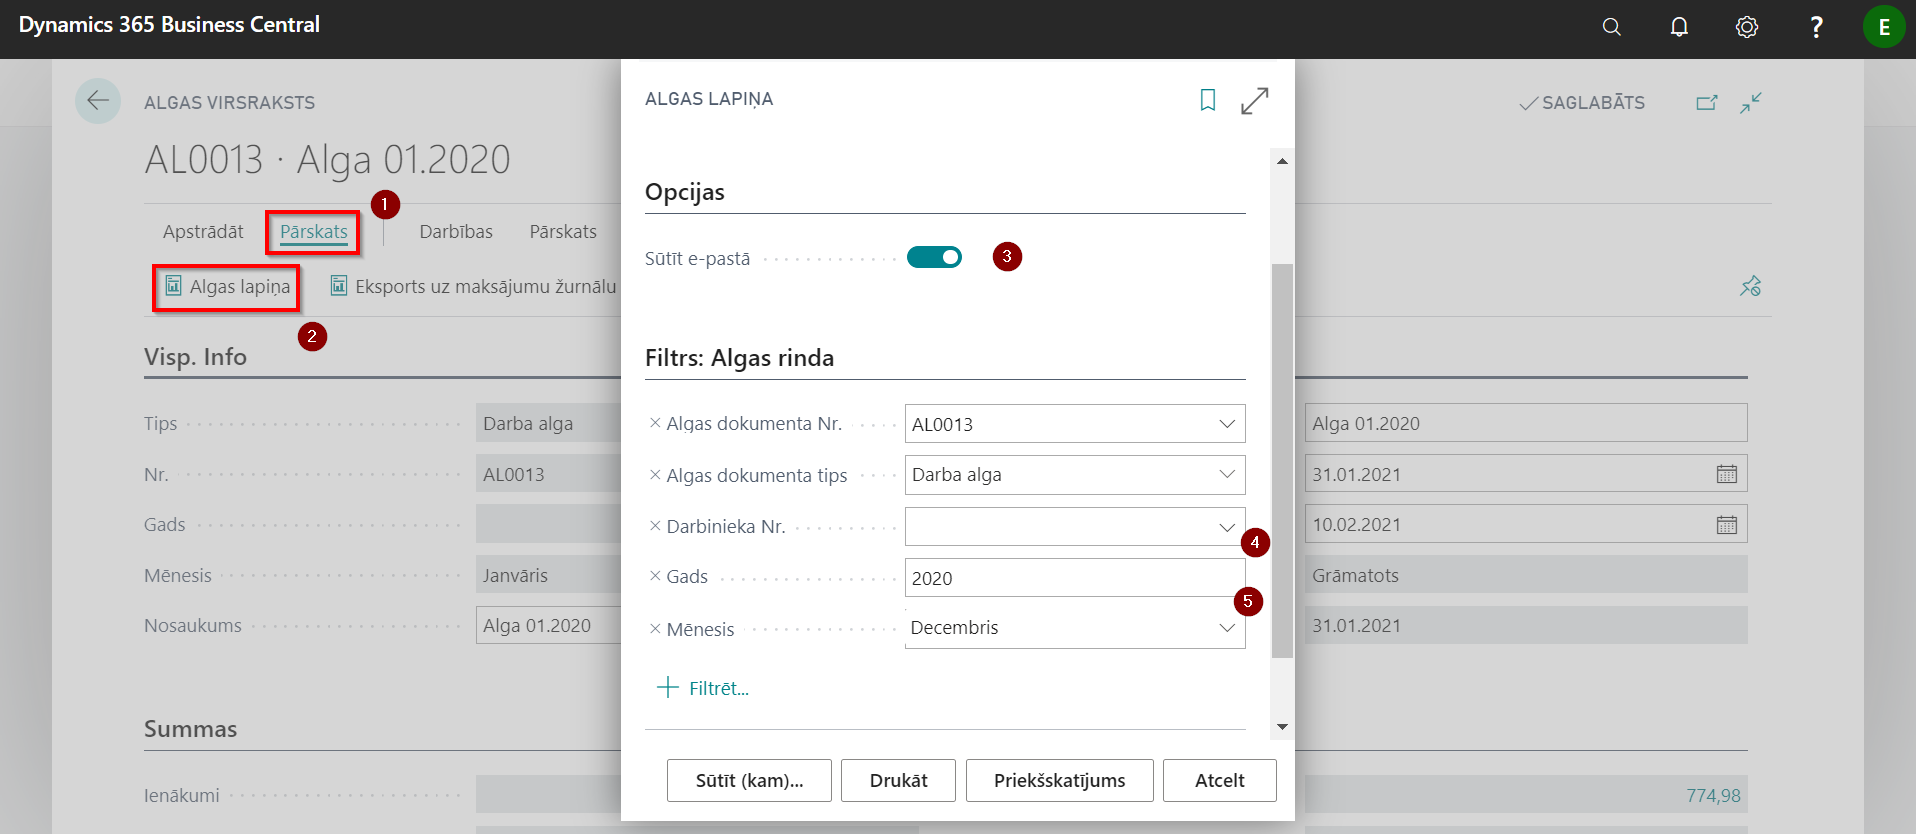 Dynamics 365 Business Central
E
ALGAS VIRSRAKSTS
SAGLABĀTS
AL0013 · Alga 01.2020
1
Apstrādāt
Pārskats
Darbības
Pārskats
Algas lapiņa
Eksports uz maksājumu žurnālu
2
Visp. Info
Tips
Darba alga
Alga 01.2020
Nr.
AL0013
31.01.2021
Gads
10.02.2021
Mēnesis
Janvāris
Grāmatots
Nosaukums
Alga 01.2020
31.01.2021
Summas
Ienākumi
774,98
ALGAS LAPIŅA
Opcijas
Sūtīt e-pastā
3
Filtrs: Algas rinda
× Algas dokumenta Nr.
AL0013
× Algas dokumenta tips
Darba alga
× Darbinieka Nr.
4
× Gads
2020
5
× Mēnesis
Decembris
+ Filtrēt...
Sūtīt (kam)...
Drukāt
Priekšskatījums
Atcelt